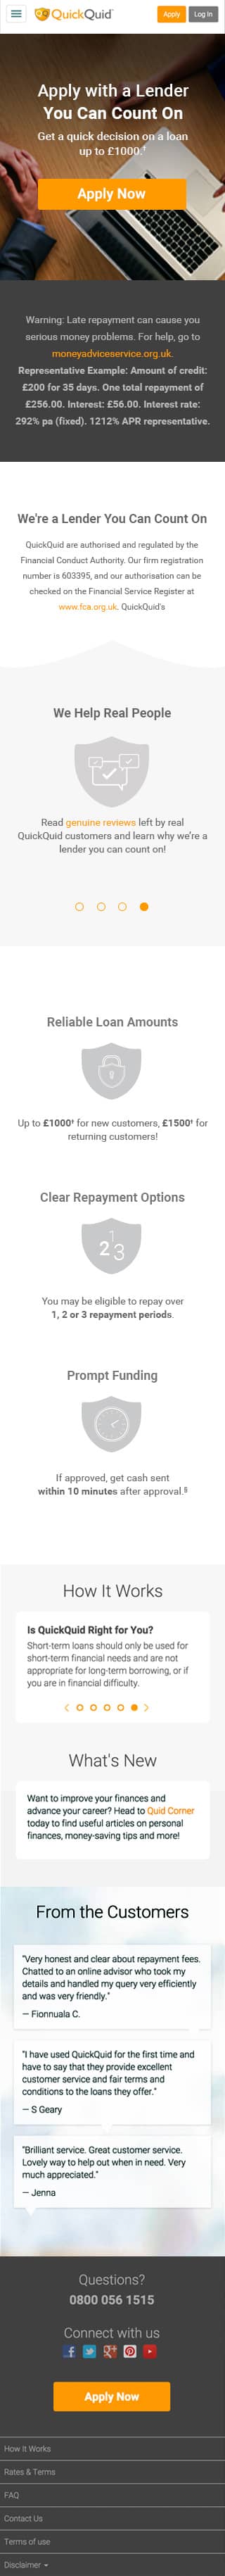 QuickQuid
Apply
Log In
Apply with a Lender
You Can Count On
Get a quick decision on a loan
up to £1000.†
Apply Now
Warning: Late repayment can cause you
serious money problems. For help, go to
moneyadviceservice.org.uk.
Representative Example: Amount of credit:
£200 for 35 days. One total repayment of
£256.00. Interest: £56.00. Interest rate:
292% pa (fixed). 1212% APR representative.
We're a Lender You Can Count On
QuickQuid are authorised and regulated by the
Financial Conduct Authority. Our firm registration
number is 603395, and our authorisation can be
checked on the Financial Service Register at
www.fca.org.uk. QuickQuid's
We Help Real People
Read genuine reviews left by real
QuickQuid customers and learn why we're a
lender you can count on!
Reliable Loan Amounts
Up to £1000† for new customers, £1500† for
returning customers!
Clear Repayment Options
1 2 3
You may be eligible to repay over
1, 2 or 3 repayment periods.
Prompt Funding
If approved, get cash sent
within 10 minutes after approval.§
How It Works
Is QuickQuid Right for You?
Short-term loans should only be used for
short-term financial needs and are not
appropriate for long-term borrowing, or if
you are in financial difficulty.
What's New
Want to improve your finances and
advance your career? Head to Quid Corner
today to find useful articles on personal
finances, money-saving tips and more!
From the Customers
"Very honest and clear about repayment fees.
Chatted to an online advisor who took my
details and handled my query very efficiently
and was very friendly."
— Fionnuala C.
"I have used QuickQuid for the first time and
have to say that they provide excellent
customer service and fair terms and
conditions to the loans they offer."
— S Geary
"Brilliant service. Great customer service.
Lovely way to help out when in need. Very
much appreciated."
— Jenna
Questions?
0800 056 1515
Connect with us
Apply Now
How It Works
Rates & Terms
FAQ
Contact Us
Terms of use
Disclaimer